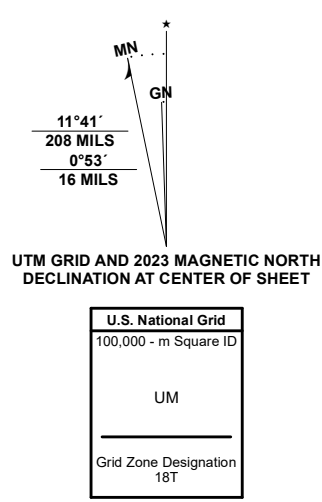 MN
GN
11°41´
208 MILS
0°53´
16 MILS
UTM GRID AND 2023 MAGNETIC NORTH
DECLINATION AT CENTER OF SHEET
U.S. National Grid
100,000 - m Square ID
UM
Grid Zone Designation
18T